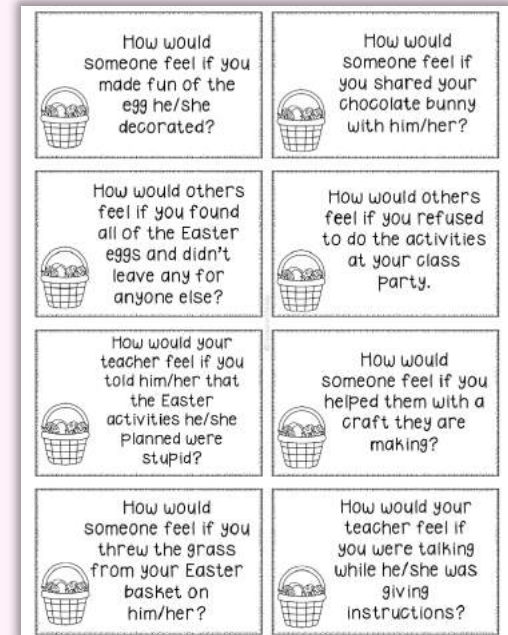 How would
someone feel if you
made fun of the
egg he/she
decorated?
How would
someone feel if
you shared your
chocolate bunny
with him/her?
How would others
feel if you found
all of the Easter
eggs and didn't
leave any for
anyone else?
How would others
feel if you refused
to do the activities
at your class
party.
How would your
teacher feel if you
told him/her that
the Easter
activities he/she
planned were
stupid?
How would
someone feel if you
helped them with a
craft they are
making?
How would
someone feel if you
threw the grass
from your Easter
basket on
him/her?
How would your
teacher feel if
you were talking
while he/she was
giving
instructions?